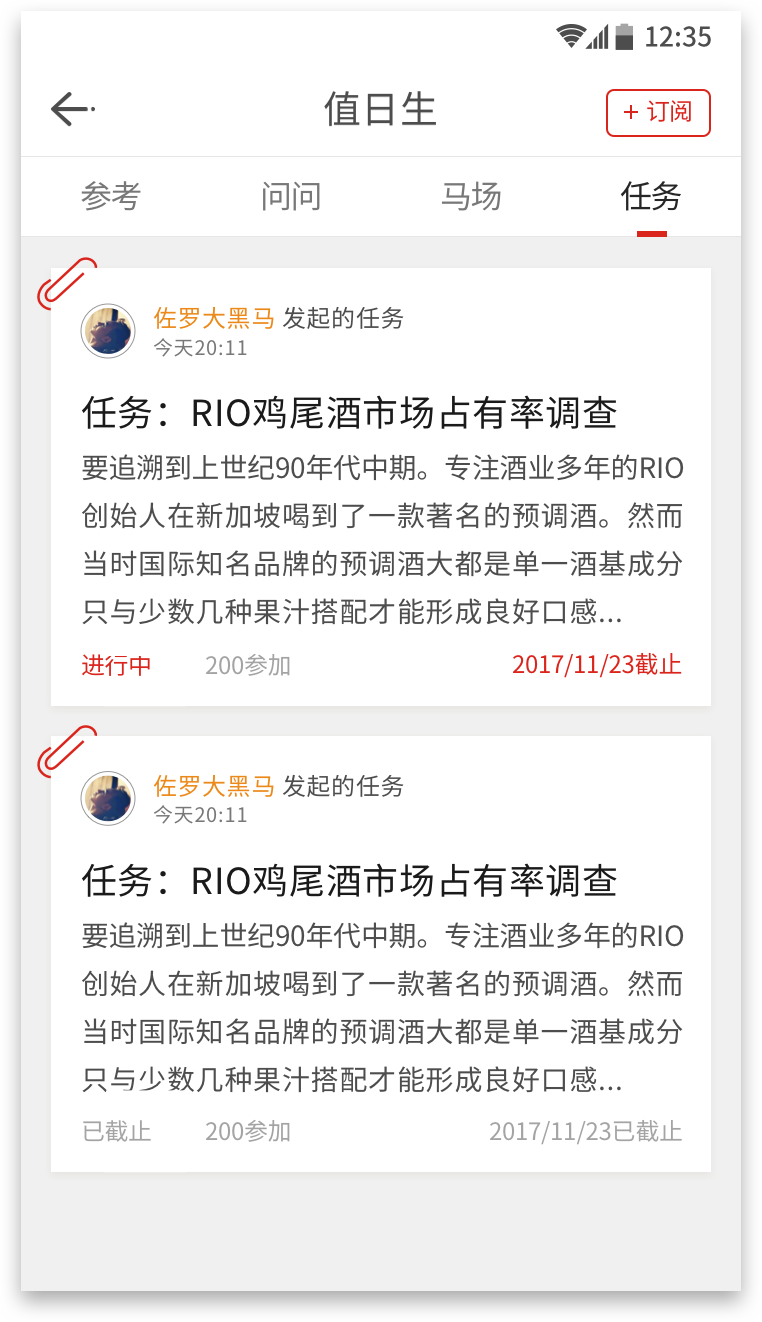 12:35
值日生
+ 订阅
参考 问问 马场 任务
佐罗大黑马 发起的任务
今天20:11
任务：RIO鸡尾酒市场占有率调查
要追溯到上世纪90年代中期。专注酒业多年的RIO
创始人在新加坡喝到了一款著名的预调酒。然而
当时国际知名品牌的预调酒大都是单一酒基成分
只与少数几种果汁搭配才能形成良好口感...
进行中 200参加 2017/11/23截止
佐罗大黑马 发起的任务
今天20:11
任务：RIO鸡尾酒市场占有率调查
要追溯到上世纪90年代中期。专注酒业多年的RIO
创始人在新加坡喝到了一款著名的预调酒。然而
当时国际知名品牌的预调酒大都是单一酒基成分
只与少数几种果汁搭配才能形成良好口感...
已截止 200参加 2017/11/23已截止